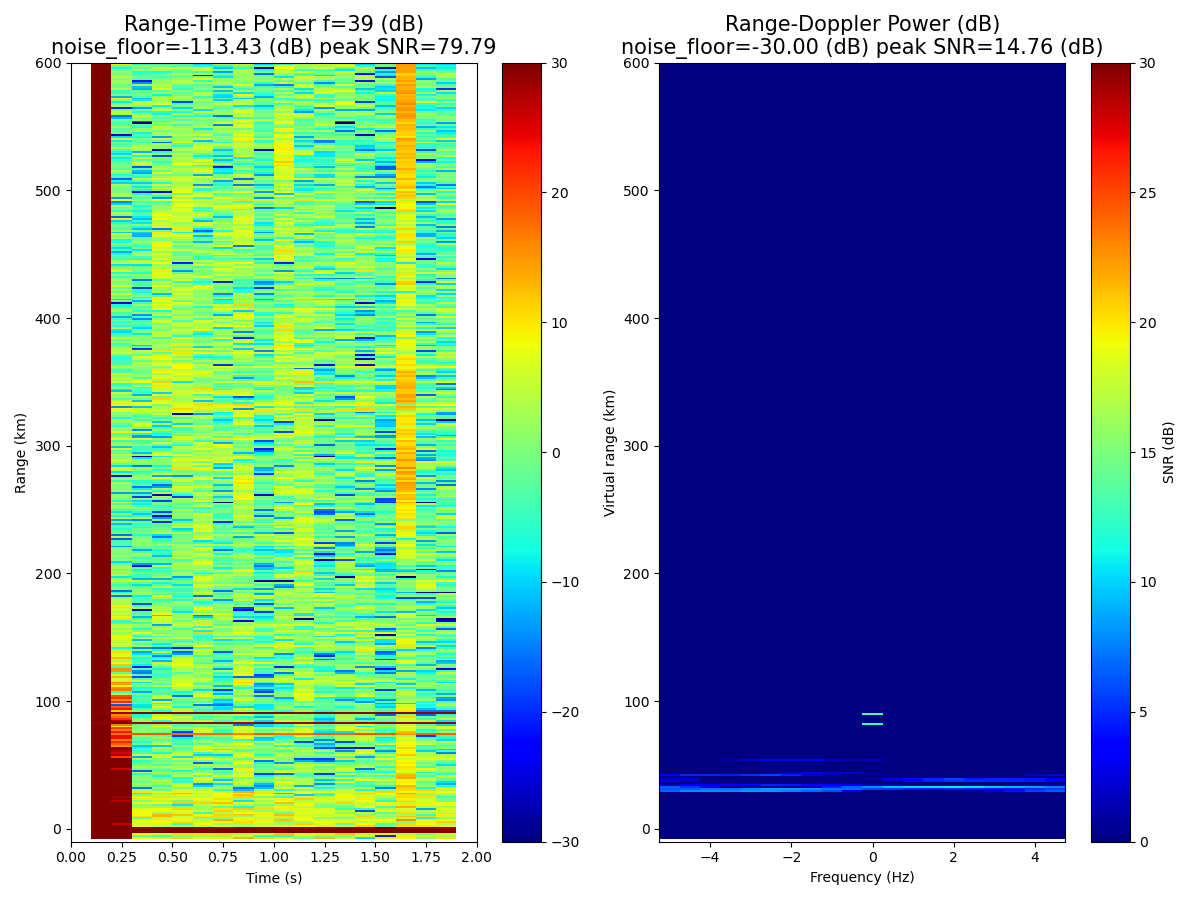 Range-Time Power f=39 (dB)
noise_floor=-113.43 (dB) peak SNR=79.79
600
500
400
300
200
100
0
Range (km)
0.00 0.25 0.50 0.75 1.00 1.25 1.50 1.75 2.00
Time (s)
30
20
10
0
−10
−20
−30
Range-Doppler Power (dB)
noise_floor=-30.00 (dB) peak SNR=14.76 (dB)
600
500
400
300
200
100
0
Virtual range (km)
−4 −2 0 2 4
Frequency (Hz)
30
25
20
15
10
5
0
SNR (dB)